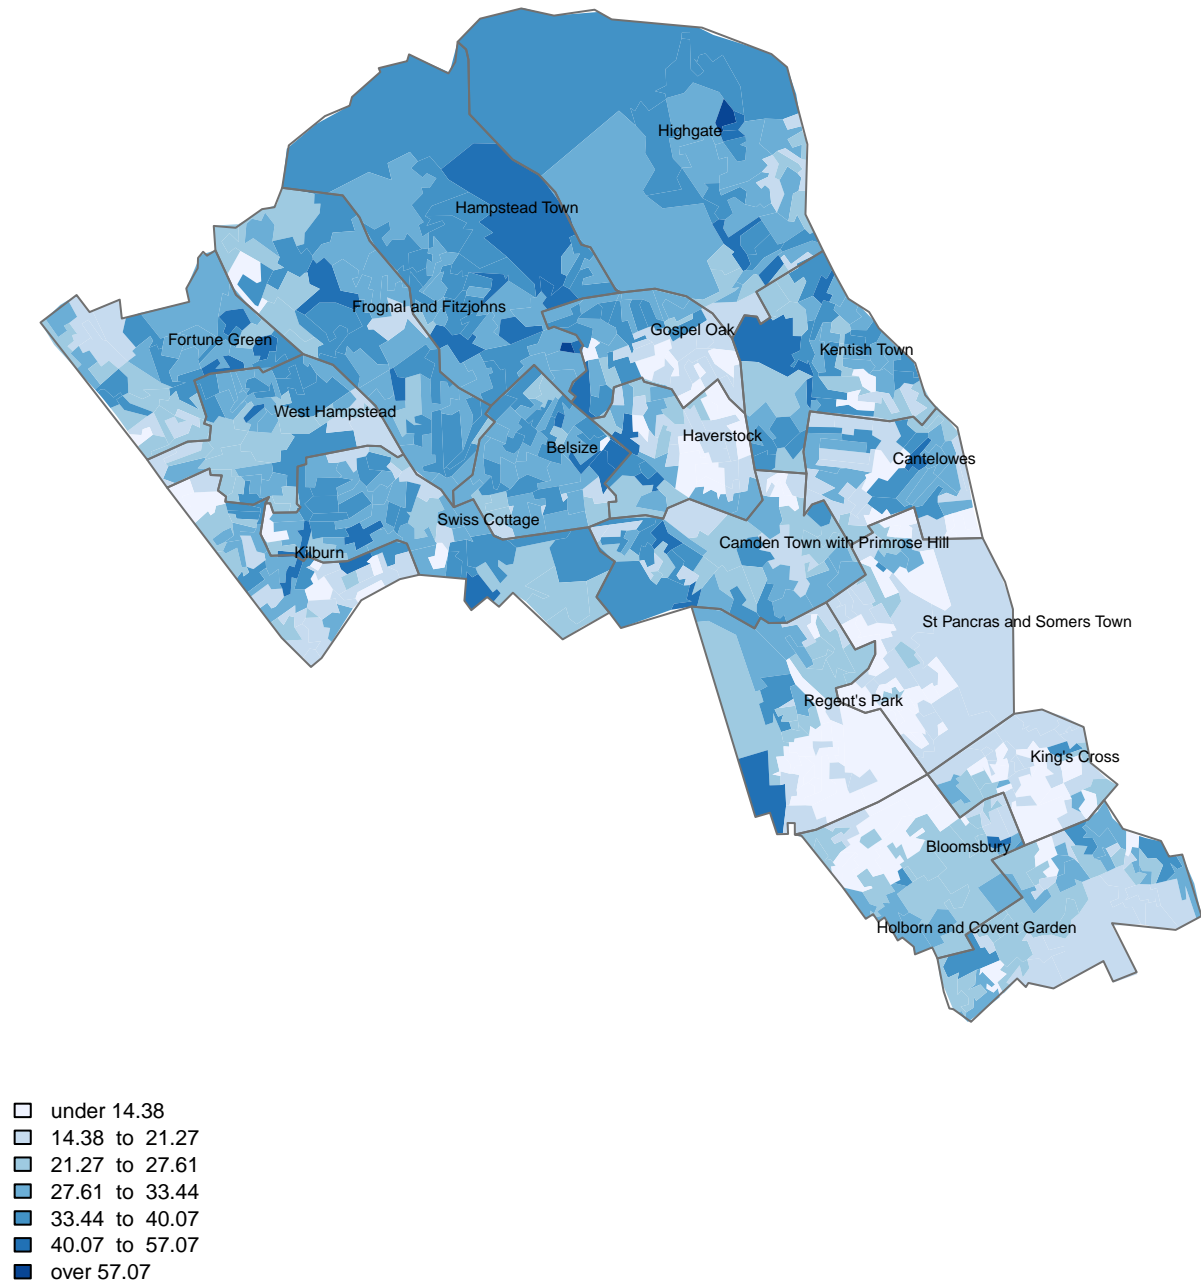 Highgate
Hampstead Town
Frognal and Fitzjohns
Gospel Oak
Fortune Green
Kentish Town
West Hampstead
Haverstock
Belsize
Cantelowes
Swiss Cottage
Camden Town with Primrose Hill
Kilburn
St Pancras and Somers Town
Regent's Park
King's Cross
Bloomsbury
Holborn and Covent Garden
under 14.38
14.38 to 21.27
21.27 to 27.61
27.61 to 33.44
33.44 to 40.07
40.07 to 57.07
over 57.07